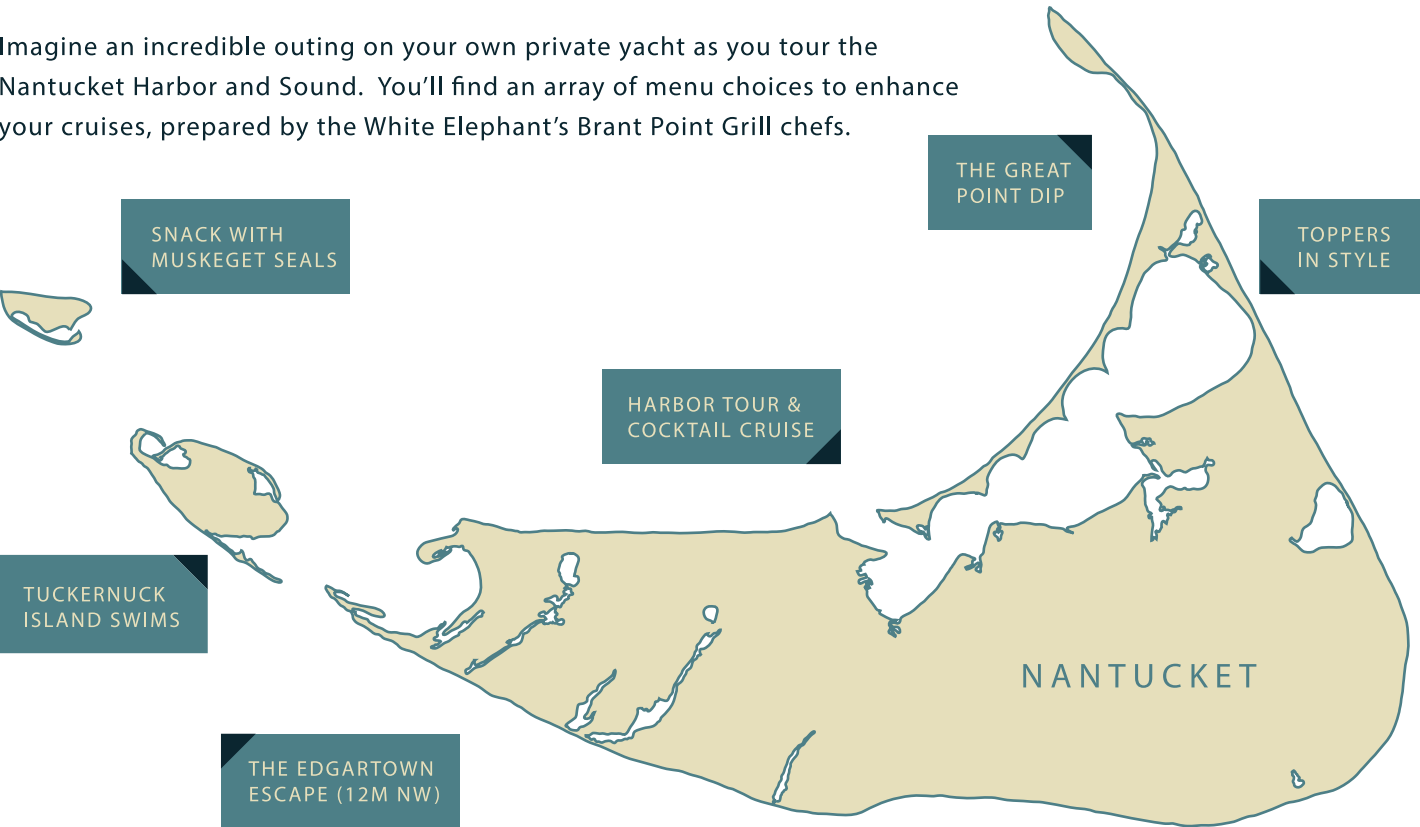 Imagine an incredible outing on your own private yacht as you tour the
Nantucket Harbor and Sound.  You’ll find an array of menu choices to enhance
your cruises, prepared by the White Elephant’s Brant Point Grill chefs.
THE GREAT
POINT DIP
SNACK WITH
MUSKEGET SEALS
TOPPERS
IN STYLE
HARBOR TOUR &
COCKTAIL CRUISE
TUCKERNUCK
ISLAND SWIMS
NANTUCKET
THE EDGARTOWN
ESCAPE (12M NW)